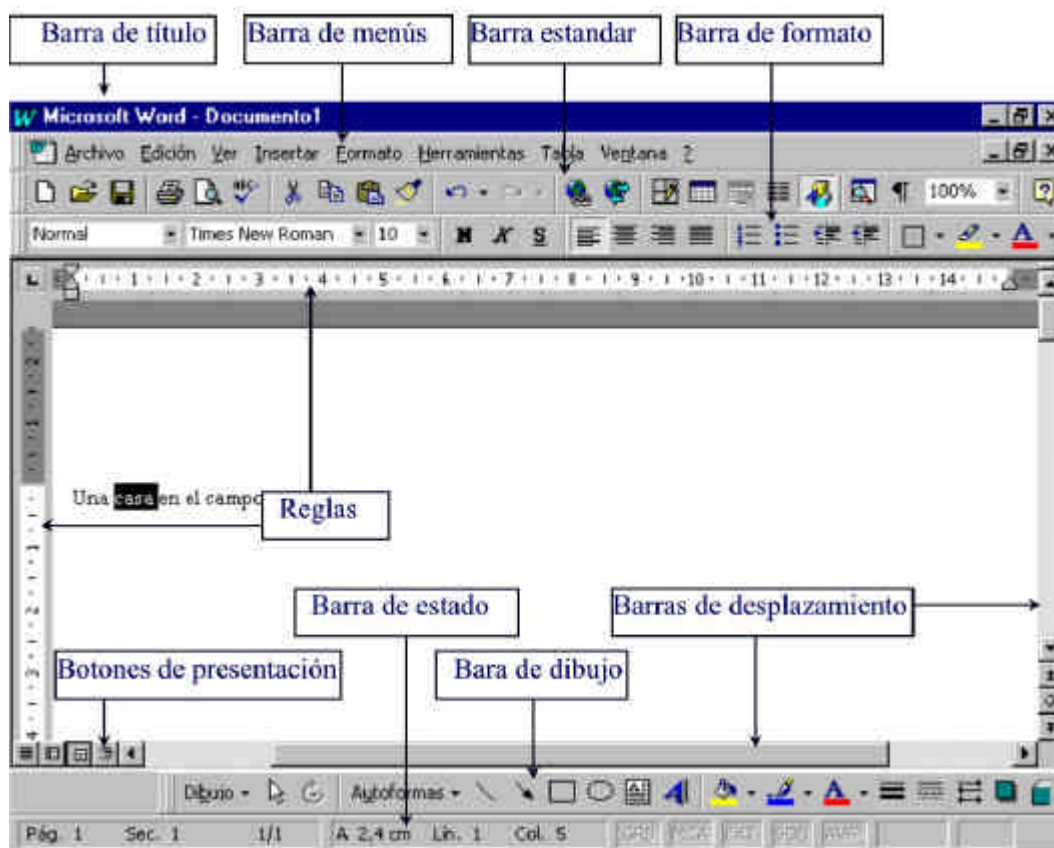 Barra de título Barra de menús Barra estandar Barra de formato
Microsoft Word - Documento1
Archivo Edición Ver Insertar Formato Herramientas Tabla Ventana ?
100%
Normal Times New Roman 10 N K S
1 2 3 4 5 6 7 8 9 10 11 12 13 14
Una casa en el campo
Reglas
Barra de estado Barras de desplazamiento
Botones de presentación Bara de dibujo
Dibujo Autoformas
Pág. 1 Sec. 1 1/1 A 2,4 cm Lín. 1 Col. 5